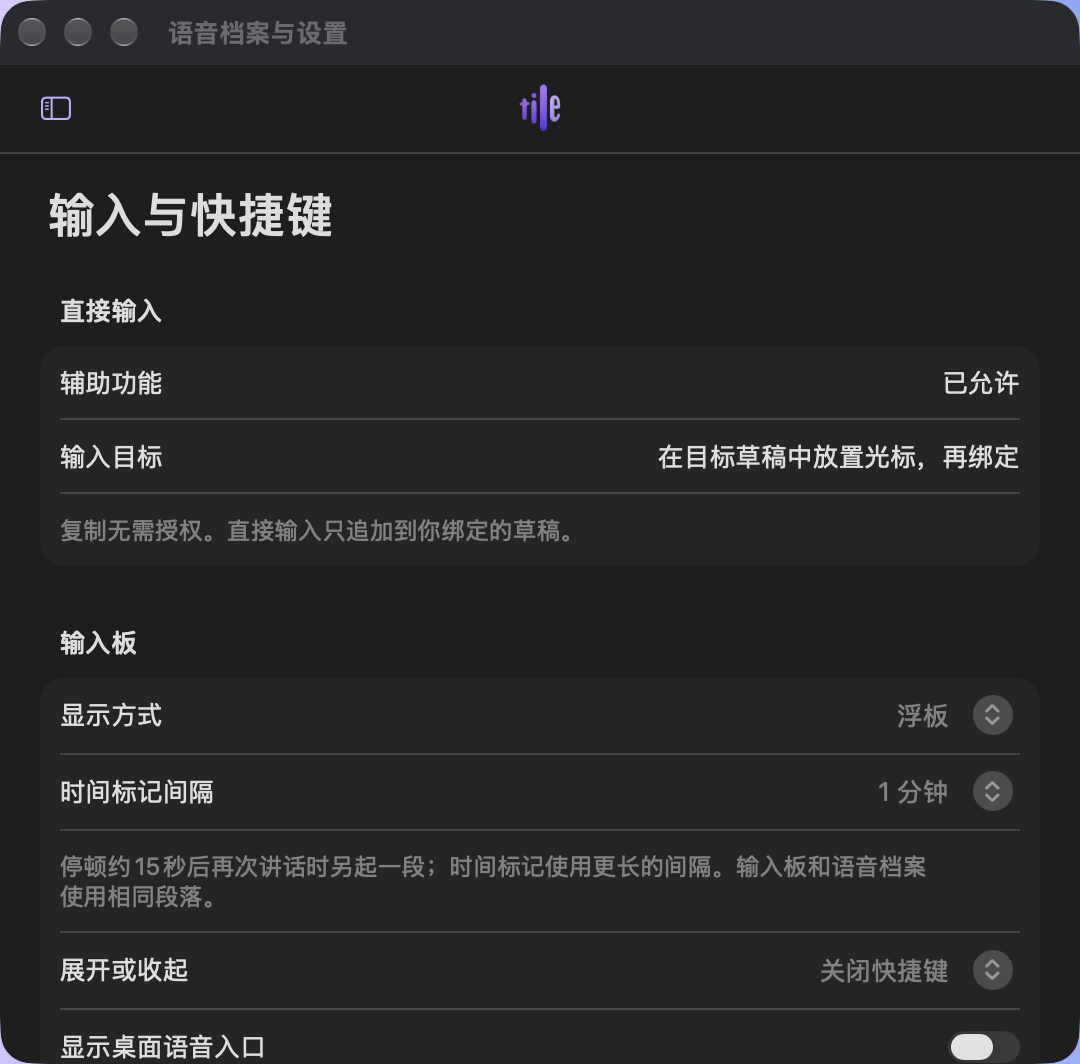 语音档案与设置
tile
输入与快捷键
直接输入
辅助功能 已允许
输入目标 在目标草稿中放置光标，再绑定
复制无需授权。直接输入只追加到你绑定的草稿。
输入板
显示方式 浮板
时间标记间隔 1 分钟
停顿约 15 秒后再次讲话时另起一段；时间标记使用更长的间隔。输入板和语音档案
使用相同段落。
展开或收起 关闭快捷键
显示桌面语音入口